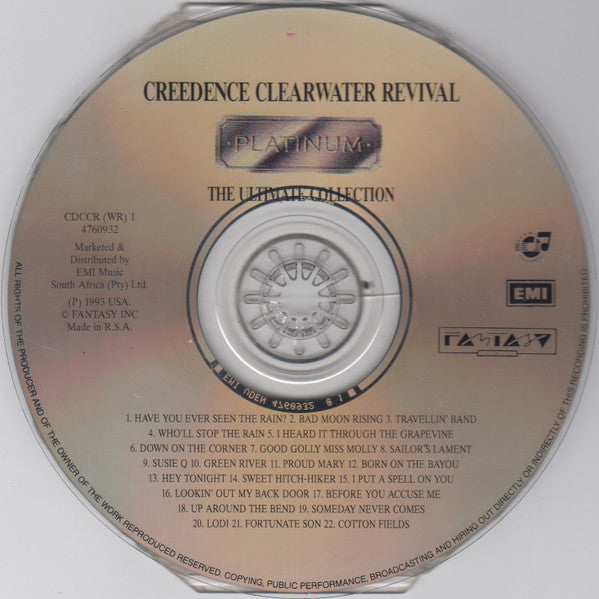 CREEDENCE CLEARWATER REVIVAL
·PLATINUM·
THE ULTIMATE COLLECTION
CDCCR (WR) 1
4760932
Marketed &
Distributed by
EMI Music
South Africa (Pty) Ltd.
(P) 1993 USA.
© FANTASY INC
Made in R.S.A.
EMI
FANTASY
EMI UDEN 4760932
1. HAVE YOU EVER SEEN THE RAIN? 2. BAD MOON RISING 3. TRAVELLIN' BAND
4. WHO'LL STOP THE RAIN 5. I HEARD IT THROUGH THE GRAPEVINE
6. DOWN ON THE CORNER 7. GOOD GOLLY MISS MOLLY 8. SAILOR'S LAMENT
9. SUSIE Q 10. GREEN RIVER 11. PROUD MARY 12. BORN ON THE BAYOU
13. HEY TONIGHT 14. SWEET HITCH-HIKER 15. I PUT A SPELL ON YOU
16. LOOKIN' OUT MY BACK DOOR 17. BEFORE YOU ACCUSE ME
18. UP AROUND THE BEND 19. SOMEDAY NEVER COMES
20. LODI 21. FORTUNATE SON 22. COTTON FIELDS
ALL RIGHTS OF THE PRODUCER AND OF THE OWNER OF THE WORK REPRODUCED RESERVED. COPYING, PUBLIC PERFORMANCE, BROADCASTING AND HIRING OUT DIRECTLY OR INDIRECTLY OF THIS RECORDING IS PROHIBITED.